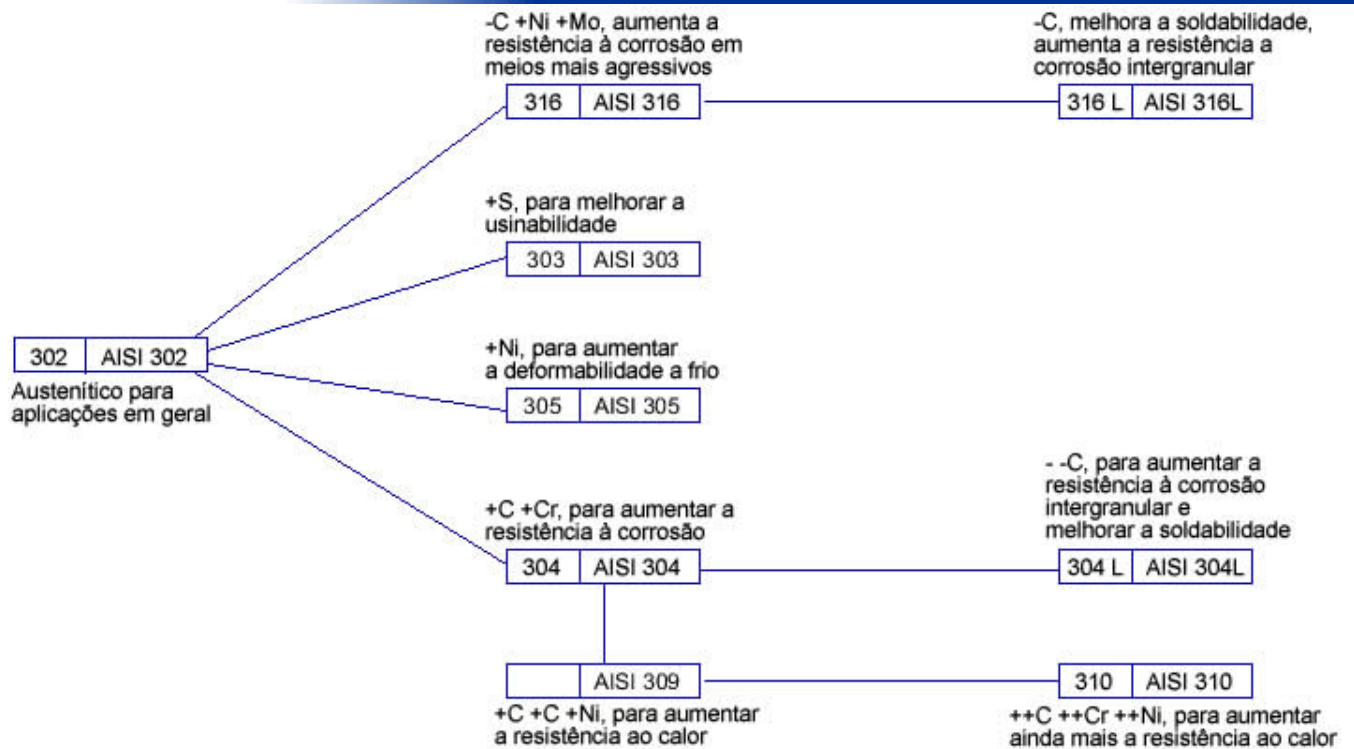 -C +Ni +Mo, aumenta a
resistência à corrosão em
meios mais agressivos
316 AISI 316
-C, melhora a soldabilidade,
aumenta a resistência a
corrosão intergranular
316 L AISI 316L
+S, para melhorar a
usinabilidade
303 AISI 303
302 AISI 302
Austenítico para
aplicações em geral
+Ni, para aumentar
a deformabilidade a frio
305 AISI 305
+C +Cr, para aumentar a
resistência à corrosão
304 AISI 304
- -C, para aumentar a
resistência à corrosão
intergranular e
melhorar a soldabilidade
304 L AISI 304L
AISI 309
+C +C +Ni, para aumentar
a resistência ao calor
310 AISI 310
++C ++Cr ++Ni, para aumentar
ainda mais a resistência ao calor